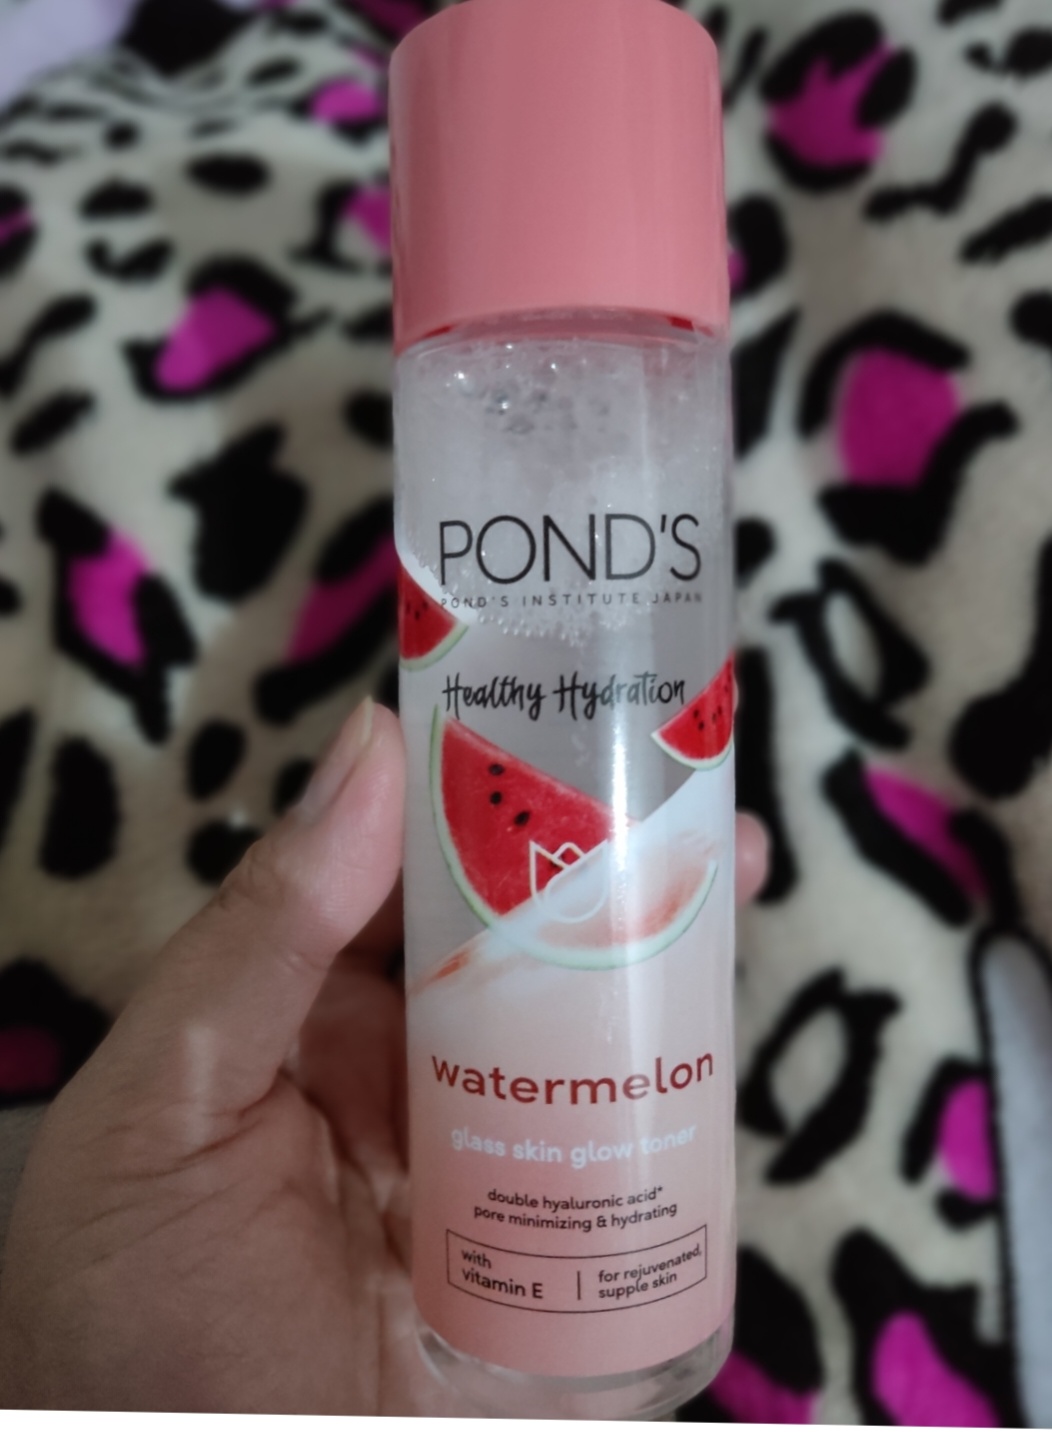 POND'S
POND'S INSTITUTE JAPAN
Healthy Hydration
watermelon
glass skin glow toner
double hyaluronic acid*
pore minimizing & hydrating
with
vitamin E
for rejuvenated,
supple skin